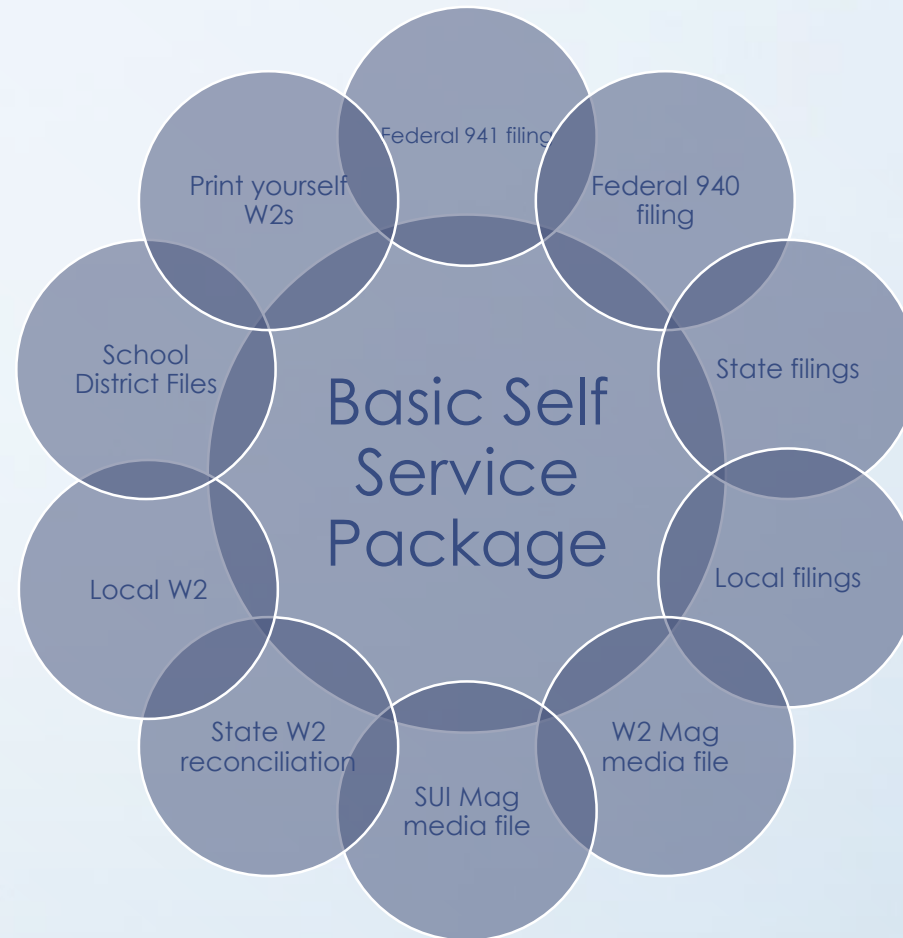 Federal 941 filing
Federal 940
filing
State filings
Local filings
W2 Mag
media file
SUI Mag
media file
State W2
reconciliation
Local W2
School
District Files
Print yourself
W2s
Basic Self
Service
Package